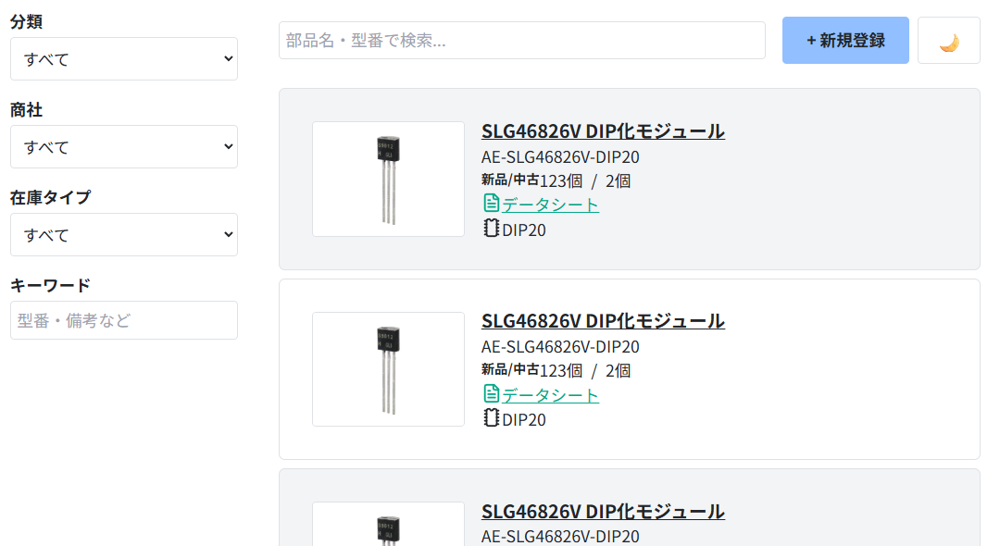 分類
すべて
商社
すべて
在庫タイプ
すべて
キーワード
型番・備考など
部品名・型番で検索...
+ 新規登録
SLG46826V DIP化モジュール
AE-SLG46826V-DIP20
新品/中古123個 / 2個
データシート
DIP20
SLG46826V DIP化モジュール
AE-SLG46826V-DIP20
新品/中古123個 / 2個
データシート
DIP20
SLG46826V DIP化モジュール
AE-SLG46826V-DIP20